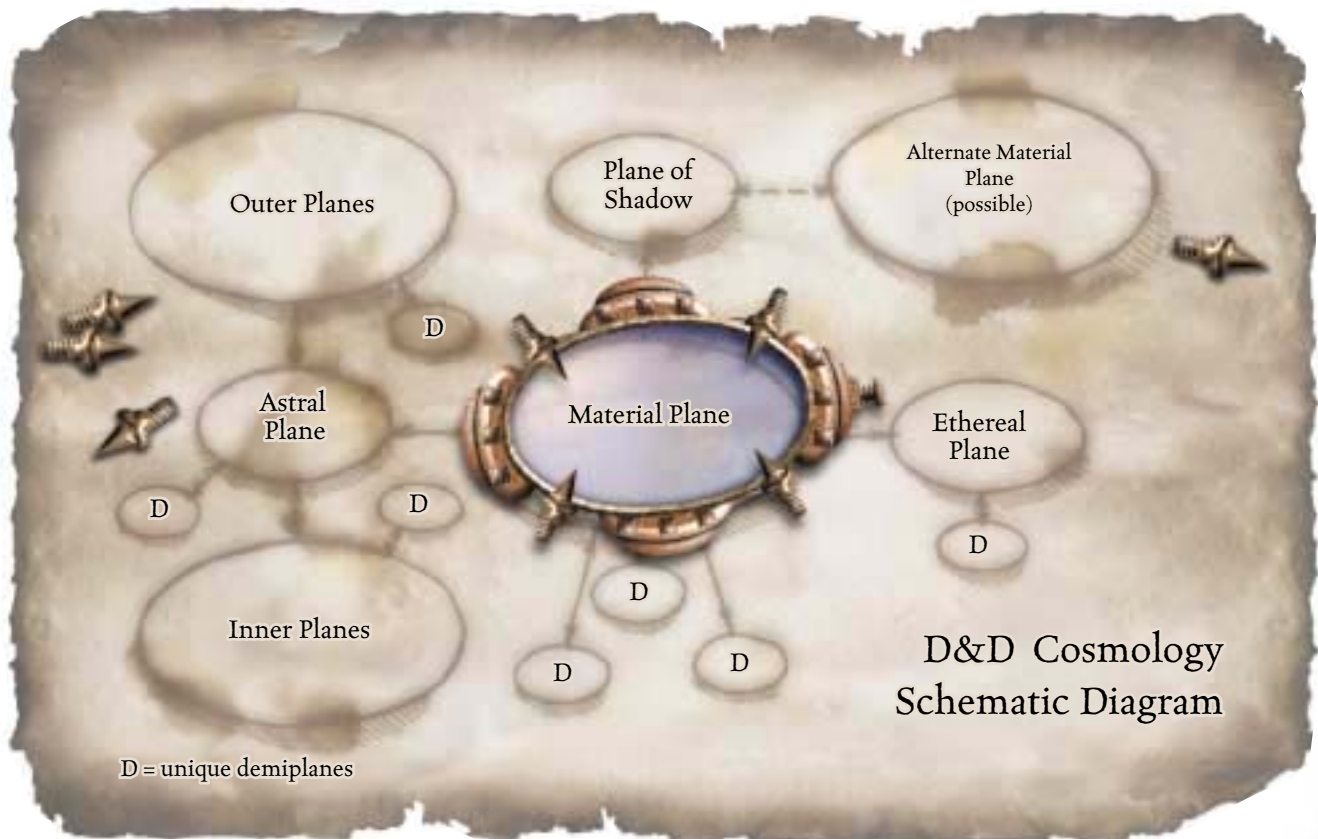 Outer Planes
Plane of
Shadow
Alternate Material
Plane
(possible)
D
Astral
Plane
Material Plane
Ethereal
Plane
D
D
D
D
Inner Planes
D
D
D&D Cosmology
Schematic Diagram
D = unique demiplanes